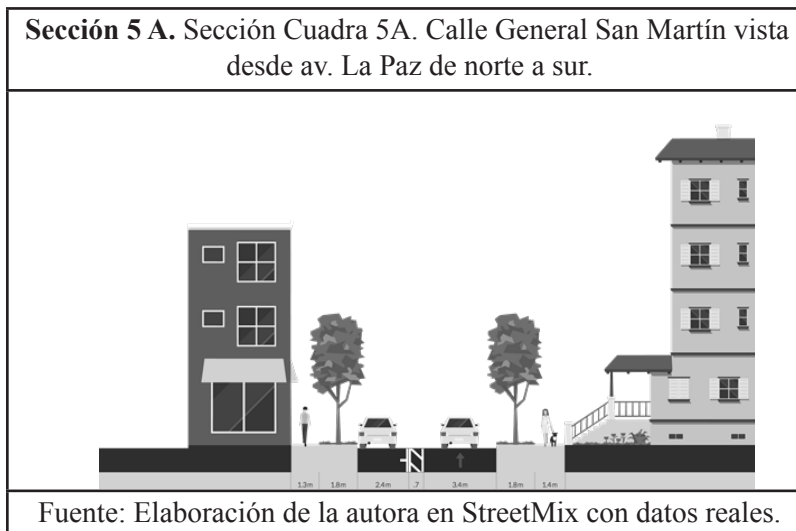 Sección 5 A. Sección Cuadra 5A. Calle General San Martín vista
desde av. La Paz de norte a sur.
1.3m 1.8m 2.4m .7 3.4m 1.8m 1.4m
Fuente: Elaboración de la autora en StreetMix con datos reales.